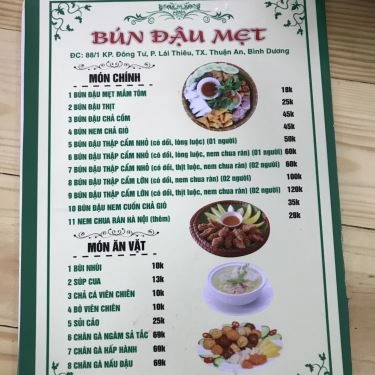 BÚN ĐẬU MẸT
ĐC: 88/1 KP. Đông Tư, P. Lái Thiêu, TX. Thuận An, Bình Dương
MÓN CHÍNH
1 BÚN ĐẬU MẸT MẮM TÔM 18k
2 BÚN ĐẬU THỊT 25k
3 BÚN ĐẬU CHẢ CỐM 45k
4 BÚN NEM CHẢ GIÒ 45k
5 BÚN ĐẬU THẬP CẨM NHỎ (có dồi, lòng luộc) (01 người) 50k
6 BÚN ĐẬU THẬP CẨM NHỎ (có dồi, lòng luộc, nem chua rán) (01 người) 60k
7 BÚN ĐẬU THẬP CẨM NHỎ (có dồi, thịt luộc, nem chua rán) (01 người) 60k
8 BÚN ĐẬU THẬP CẨM LỚN (có dồi, nem chua rán) (02 người) 100k
9 BÚN ĐẬU THẬP CẨM LỚN (có dồi, thịt luộc, nem chua rán) (02 người) 120k
10 BÚN ĐẬU NEM CUỐN CHẢ GIÒ 35k
11 NEM CHUA RÁN HÀ NỘI (thêm) 28k
MÓN ĂN VẶT
1 BÙI NHÙI 10k
2 SÚP CUA 13k
3 CHẢ CÁ VIÊN CHIÊN 10k
4 BÒ VIÊN CHIÊN 10k
5 SỦI CẢO 25k
6 CHÂN GÀ NGÂM SẢ TẮC 69k
7 CHÂN GÀ HẤP HÀNH 69k
8 CHÂN GÀ NẤU ĐẬU 69k